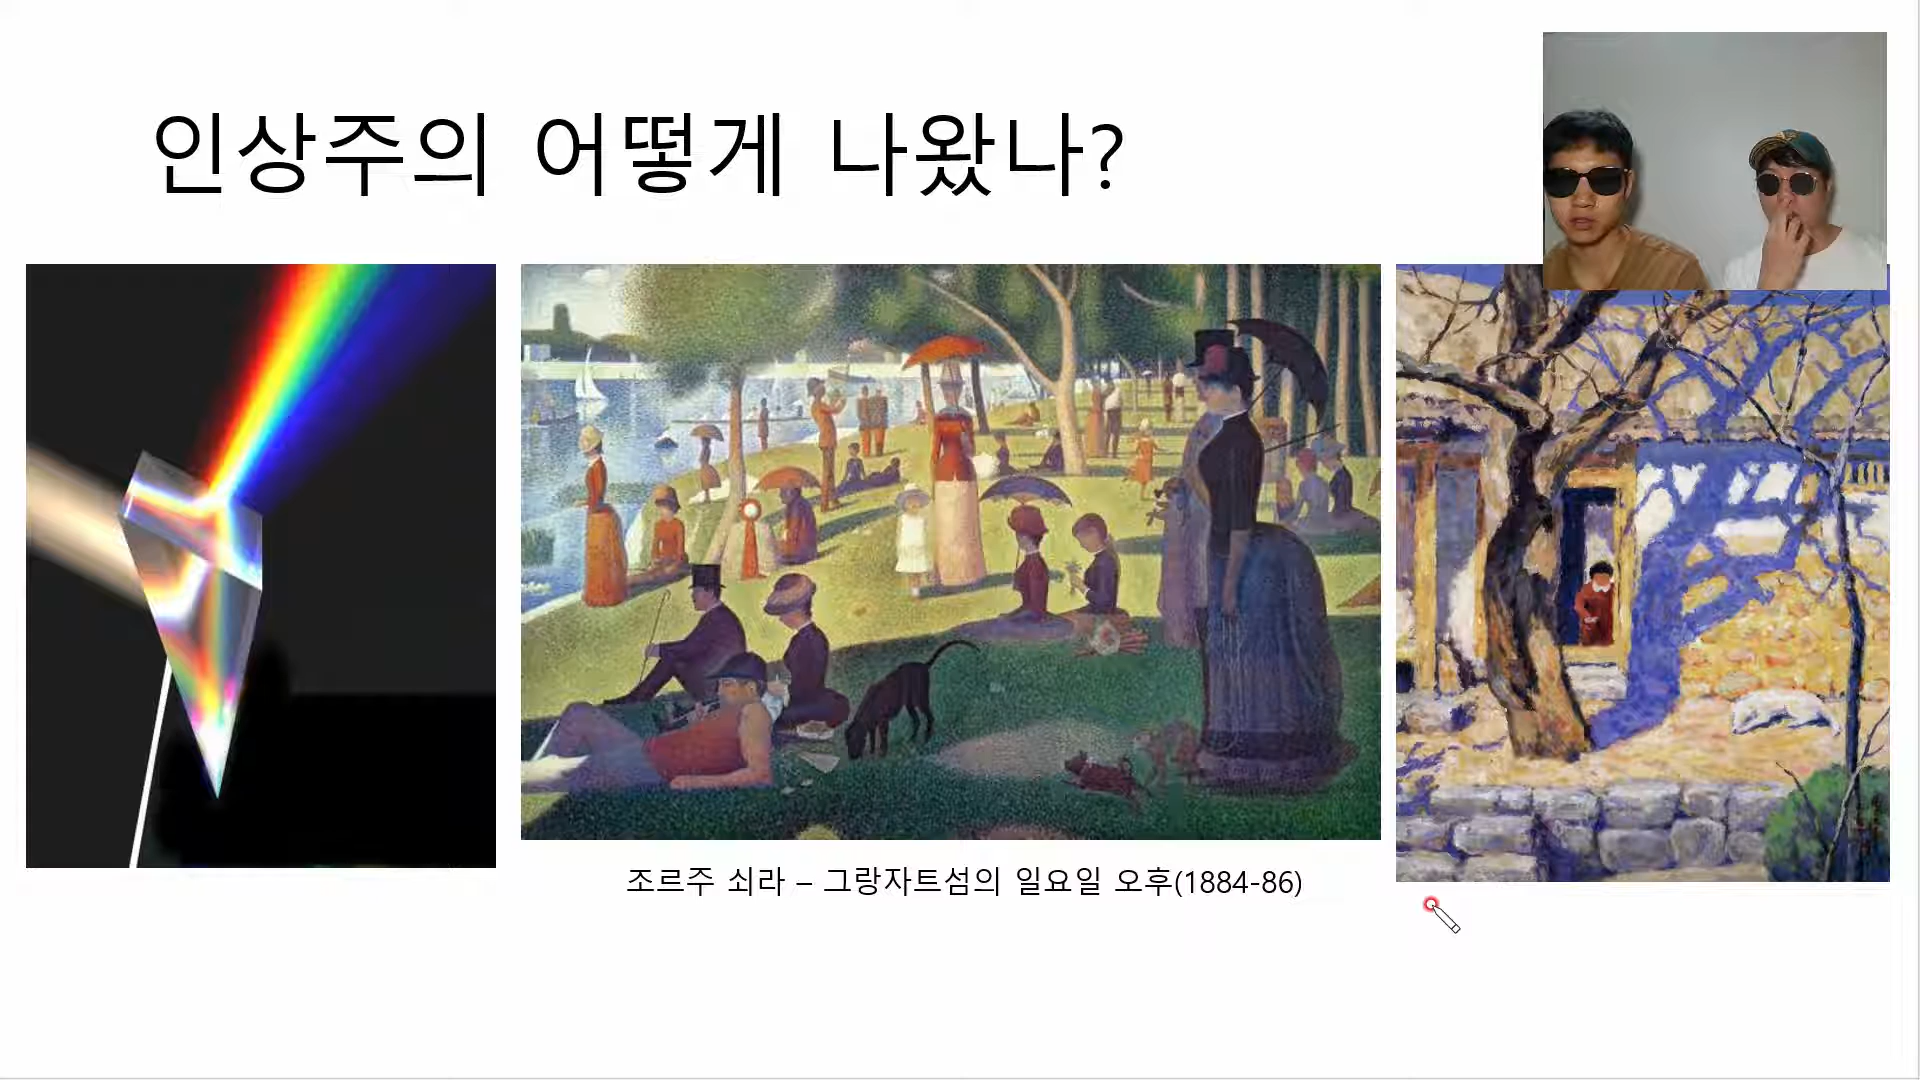 인상주의 어떻게 나왔나?
조르주 쇠라 – 그랑자트섬의 일요일 오후(1884-86)